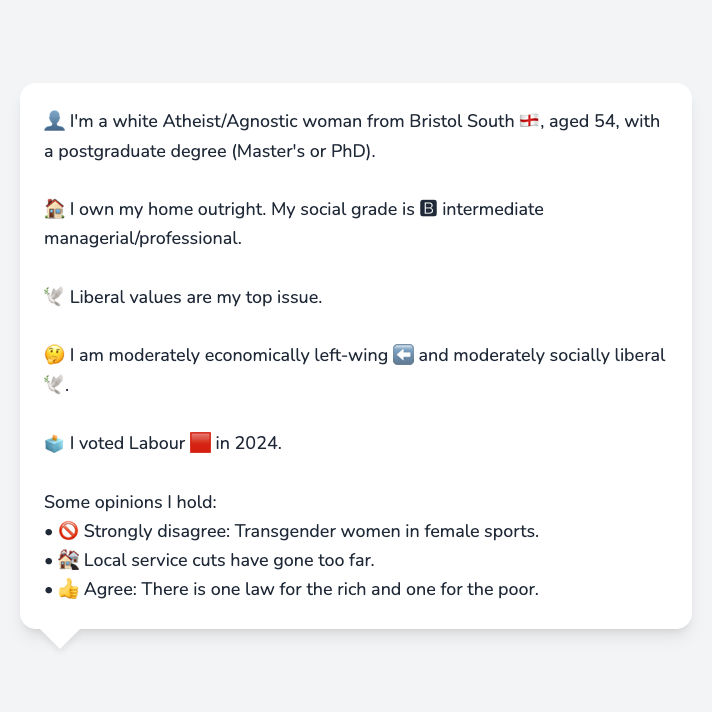 👤 I'm a white Atheist/Agnostic woman from Bristol South 🏴󠁧󠁢󠁥󠁮󠁧󠁿, aged 54, with
a postgraduate degree (Master's or PhD).
🏠 I own my home outright. My social grade is 🅱 intermediate
managerial/professional.
🕊️ Liberal values are my top issue.
🤔 I am moderately economically left-wing ⬅️ and moderately socially liberal
🕊️.
🗳️ I voted Labour 🟥 in 2024.
Some opinions I hold:
• 🚫 Strongly disagree: Transgender women in female sports.
• 🏚️ Local service cuts have gone too far.
• 👍 Agree: There is one law for the rich and one for the poor.